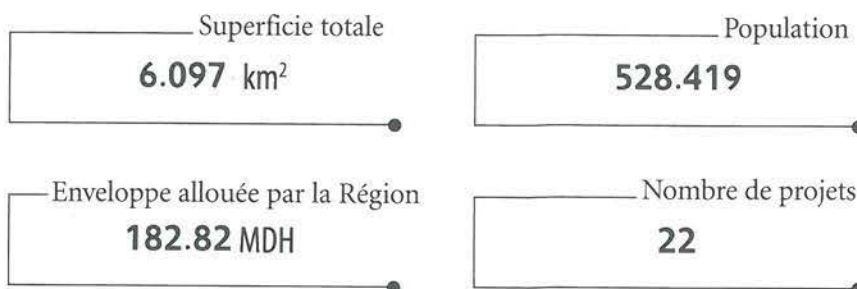 Superficie totale
6.097 km²
Population
528.419
Enveloppe allouée par la Région
182.82 MDH
Nombre de projets
22